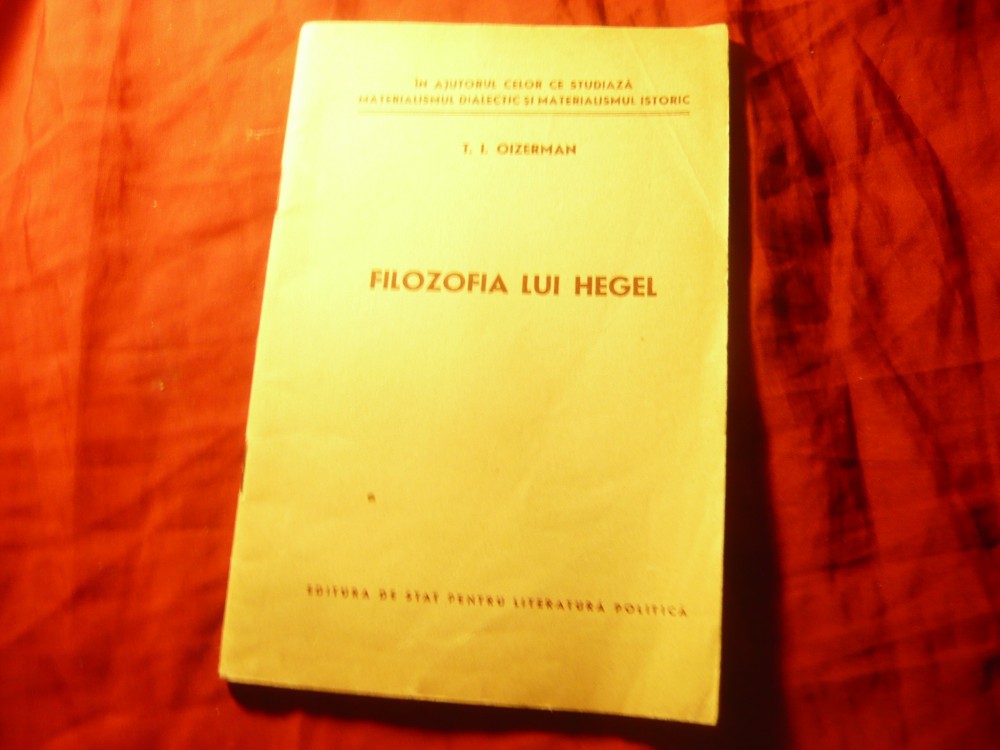 ÎN AJUTORUL CELOR CE STUDIAZĂ
MATERIALISMUL DIALECTIC ȘI MATERIALISMUL ISTORIC
T. I. OIZERMAN
FILOZOFIA LUI HEGEL
EDITURA DE STAT PENTRU LITERATURĂ POLITICĂ